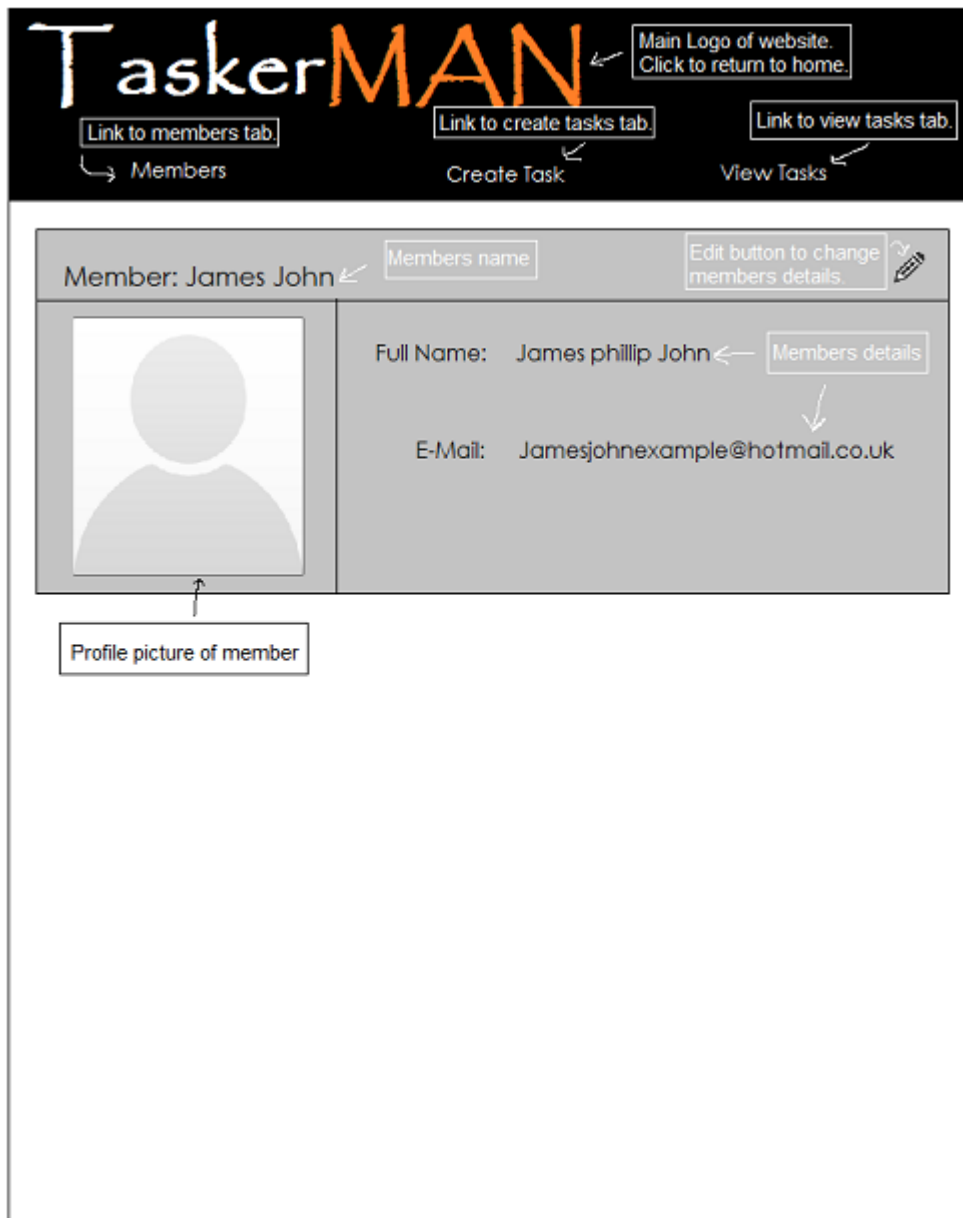 TaskerMAN
Main Logo of website.
Click to return to home.
Link to members tab.
Link to create tasks tab.
Link to view tasks tab.
Members
Create Task
View Tasks
Member: James John
Members name
Edit button to change
members details.
Full Name: James phillip John
Members details
E-Mail: Jamesjohnexample@hotmail.co.uk
Profile picture of member